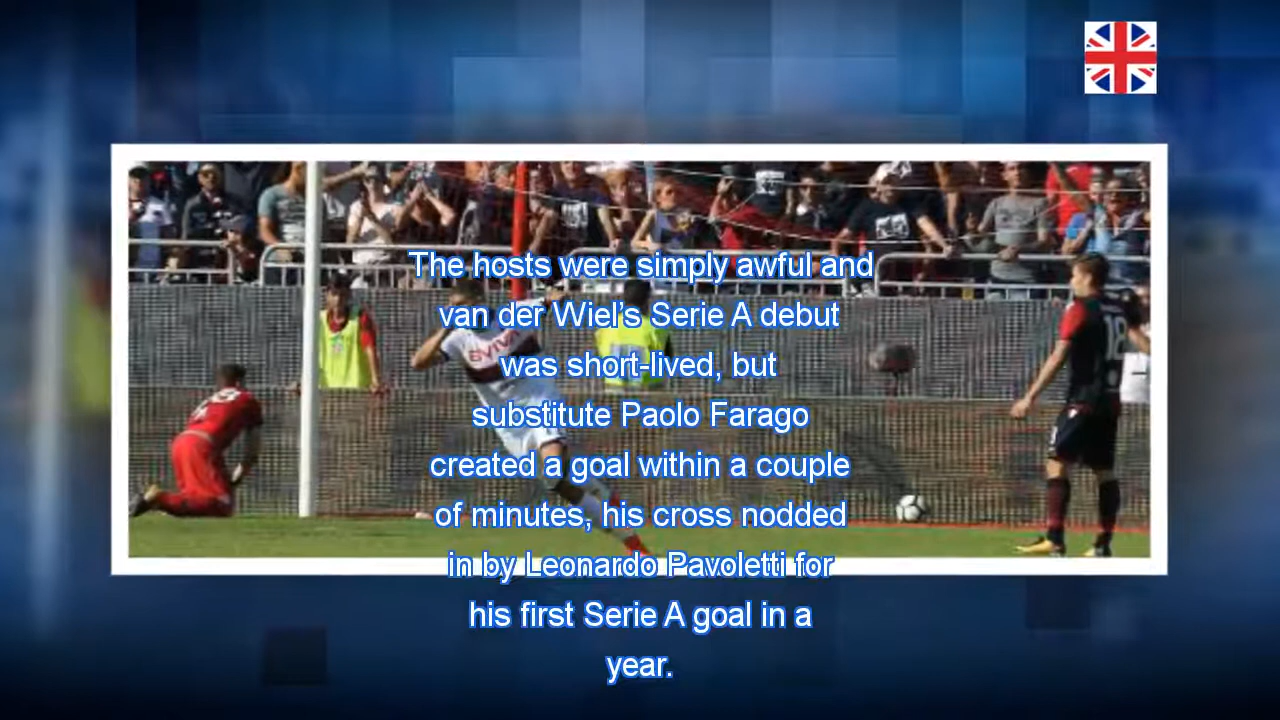 The hosts were simply awful and
van der Wiel’s Serie A debut
was short-lived, but
substitute Paolo Farago
created a goal within a couple
of minutes, his cross nodded
in by Leonardo Pavoletti for
his first Serie A goal in a
year.
18